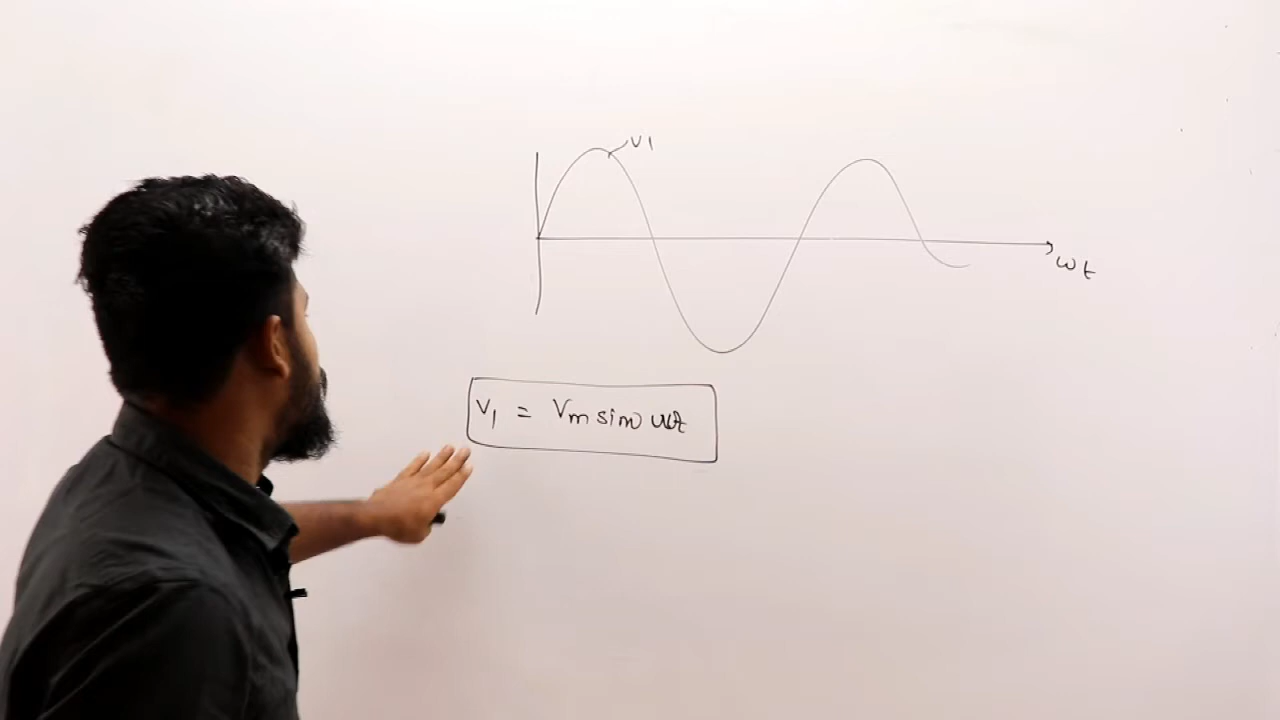 V1
ωt
V₁ = Vm sin ωt